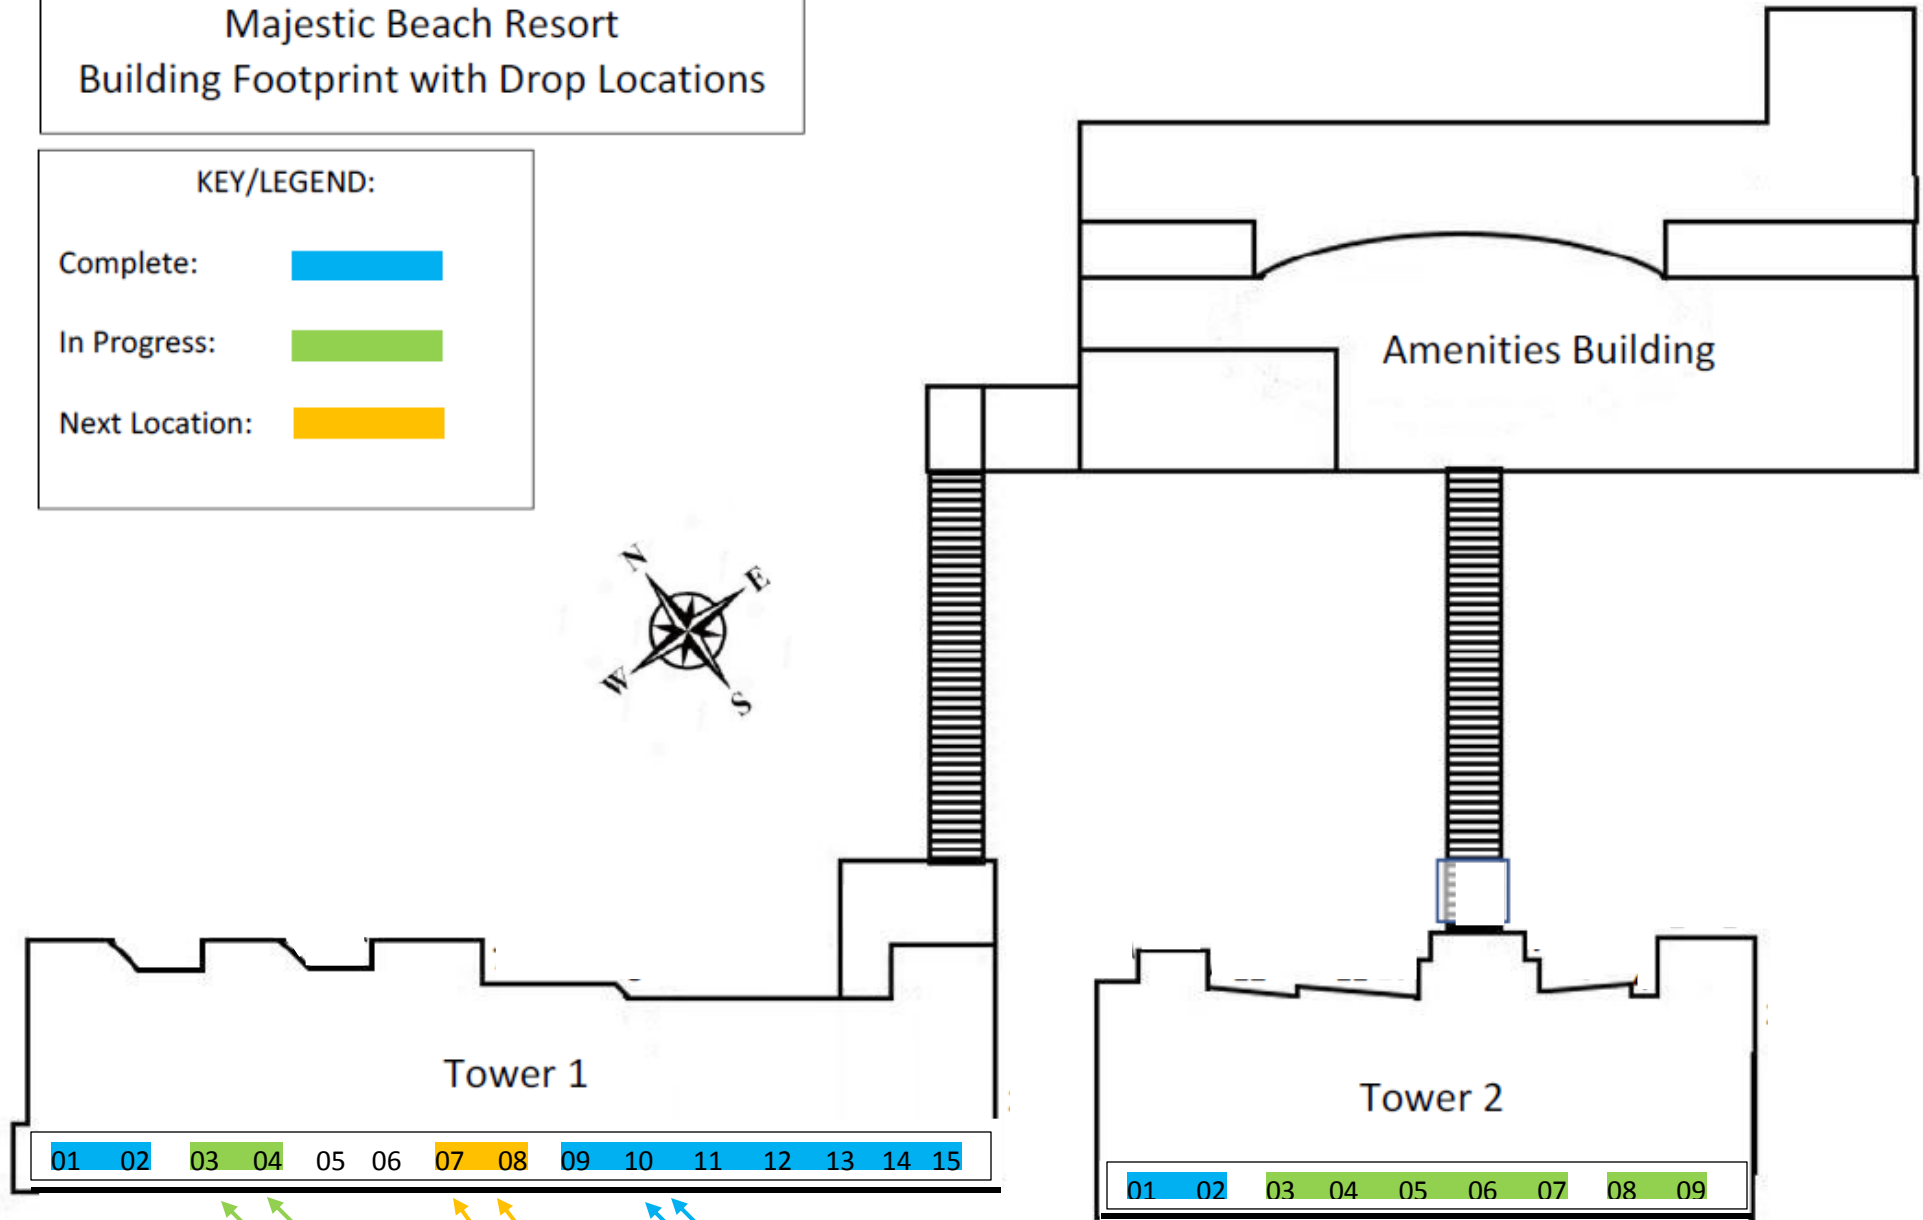 Majestic Beach Resort
Building Footprint with Drop Locations
KEY/LEGEND:
Complete:
In Progress:
Next Location:
Amenities Building
N
E
W
S
Tower 1
Tower 2
01 02 03 04 05 06 07 08 09 10 11 12 13 14 15
01 02 03 04 05 06 07 08 09